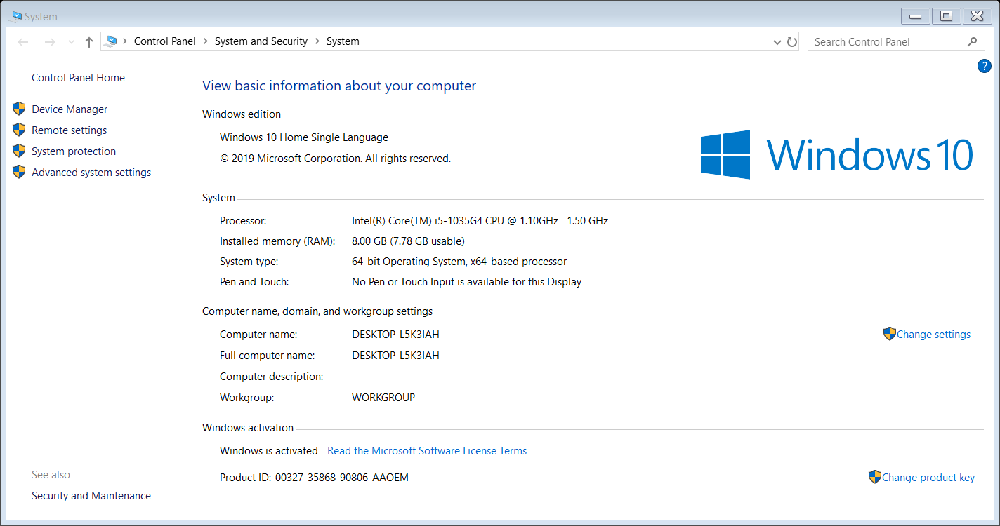 System
Control Panel > System and Security > System
Search Control Panel
?
Control Panel Home
Device Manager
Remote settings
System protection
Advanced system settings
View basic information about your computer
Windows edition
Windows 10 Home Single Language
© 2019 Microsoft Corporation. All rights reserved.
Windows 10
System
Processor: Intel(R) Core(TM) i5-1035G4 CPU @ 1.10GHz 1.50 GHz
Installed memory (RAM): 8.00 GB (7.78 GB usable)
System type: 64-bit Operating System, x64-based processor
Pen and Touch: No Pen or Touch Input is available for this Display
Computer name, domain, and workgroup settings
Computer name: DESKTOP-L5K3IAH
Change settings
Full computer name: DESKTOP-L5K3IAH
Computer description:
Workgroup: WORKGROUP
Windows activation
Windows is activated Read the Microsoft Software License Terms
Product ID: 00327-35868-90806-AAOEM
Change product key
See also
Security and Maintenance